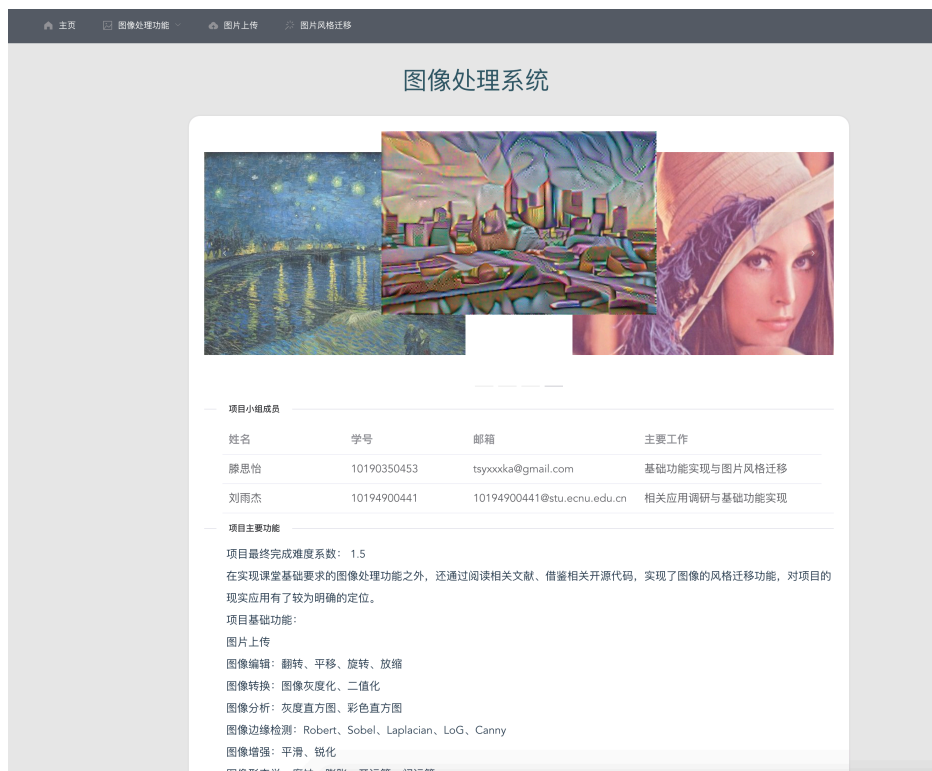 主页 图像处理功能 图片上传 图片风格迁移
图像处理系统
项目小组成员
姓名 学号 邮箱 主要工作
滕思怡 10190350453 tsyxxxka@gmail.com 基础功能实现与图片风格迁移
刘雨杰 10194900441 10194900441@stu.ecnu.edu.cn 相关应用调研与基础功能实现
项目主要功能
项目最终完成难度系数： 1.5
在实现课堂基础要求的图像处理功能之外，还通过阅读相关文献、借鉴相关开源代码，实现了图像的风格迁移功能，对项目的
现实应用有了较为明确的定位。
项目基础功能：
图片上传
图像编辑：翻转、平移、旋转、放缩
图像转换：图像灰度化、二值化
图像分析：灰度直方图、彩色直方图
图像边缘检测：Robert、Sobel、Laplacian、LoG、Canny
图像增强：平滑、锐化